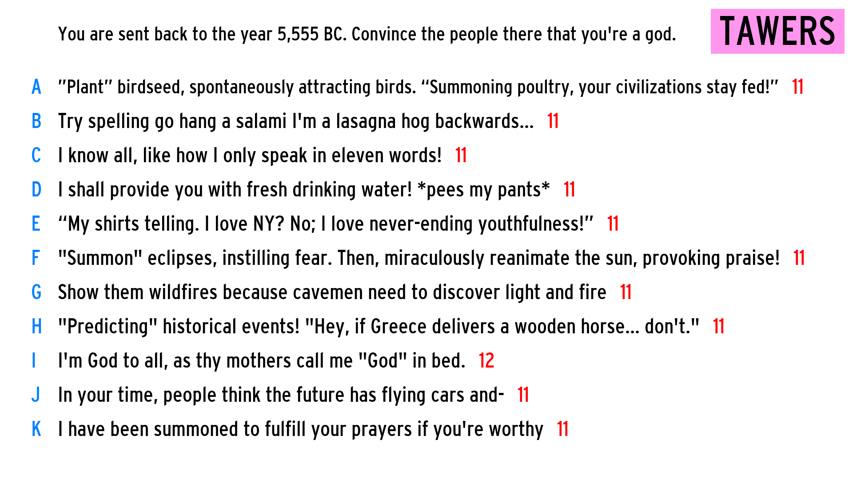 You are sent back to the year 5,555 BC. Convince the people there that you're a god.
TAWERS
A ”Plant” birdseed, spontaneously attracting birds. “Summoning poultry, your civilizations stay fed!” 11
B Try spelling go hang a salami I'm a lasagna hog backwards... 11
C I know all, like how I only speak in eleven words! 11
D I shall provide you with fresh drinking water! *pees my pants* 11
E “My shirts telling. I love NY? No; I love never-ending youthfulness!” 11
F "Summon" eclipses, instilling fear. Then, miraculously reanimate the sun, provoking praise! 11
G Show them wildfires because cavemen need to discover light and fire 11
H "Predicting" historical events! "Hey, if Greece delivers a wooden horse... don't." 11
I I'm God to all, as thy mothers call me "God" in bed. 12
J In your time, people think the future has flying cars and- 11
K I have been summoned to fulfill your prayers if you're worthy 11